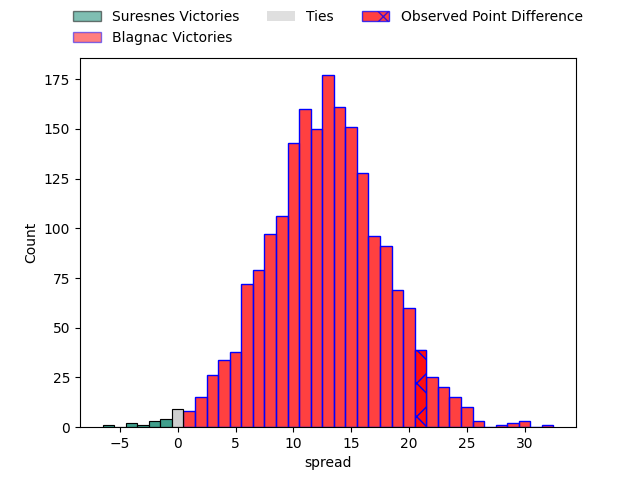 Suresnes Victories
Ties
Observed Point Difference
Blagnac Victories
175
150
125
100
75
50
25
0
Count
−5
0
5
10
15
20
25
30
spread